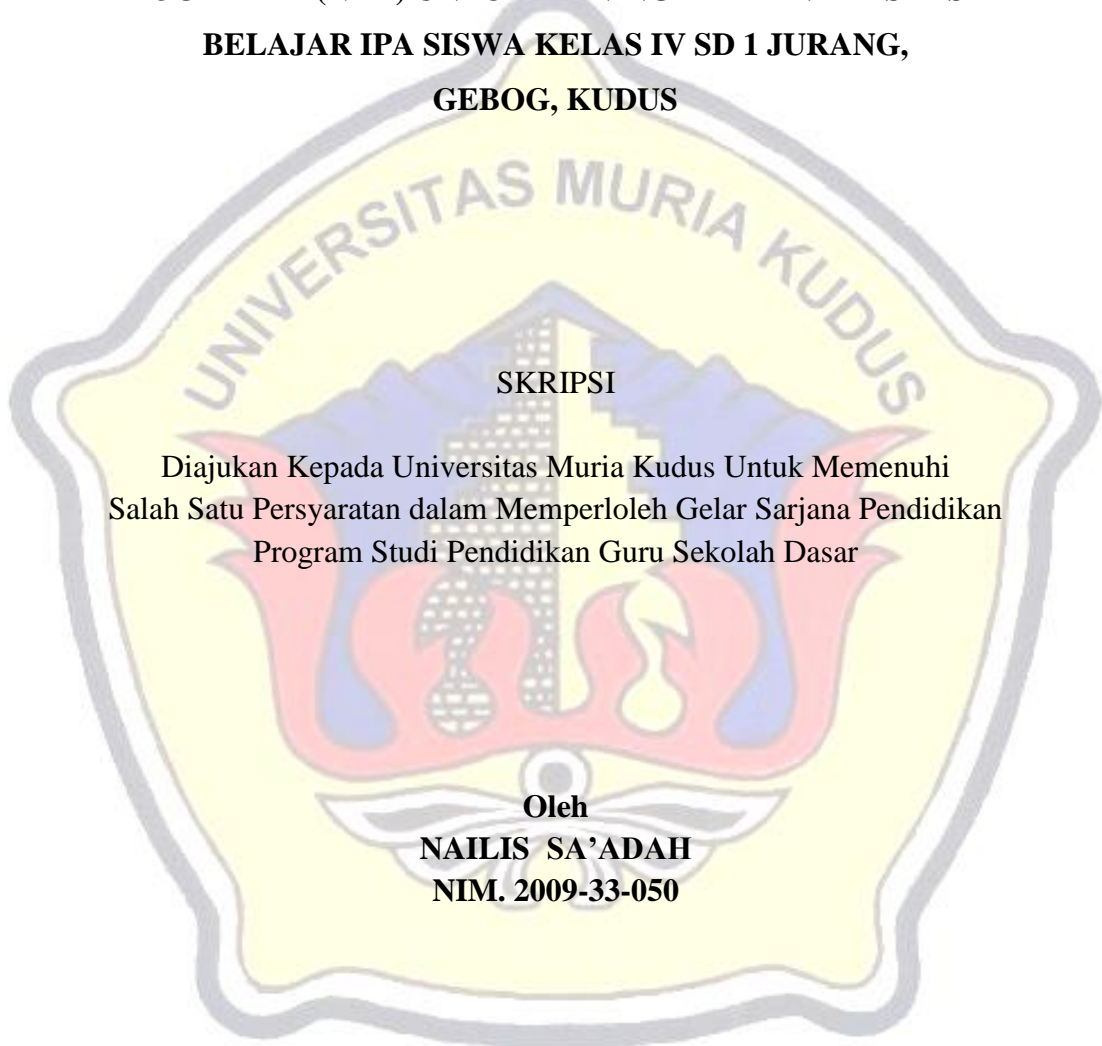 BELAJAR IPA SISWA KELAS IV SD 1 JURANG,
GEBOG, KUDUS
UNIVERSITAS MURIA KUDUS
SKRIPSI
Diajukan Kepada Universitas Muria Kudus Untuk Memenuhi
Salah Satu Persyaratan dalam Memperloleh Gelar Sarjana Pendidikan
Program Studi Pendidikan Guru Sekolah Dasar
Oleh
NAILIS SA’ADAH
NIM. 2009-33-050